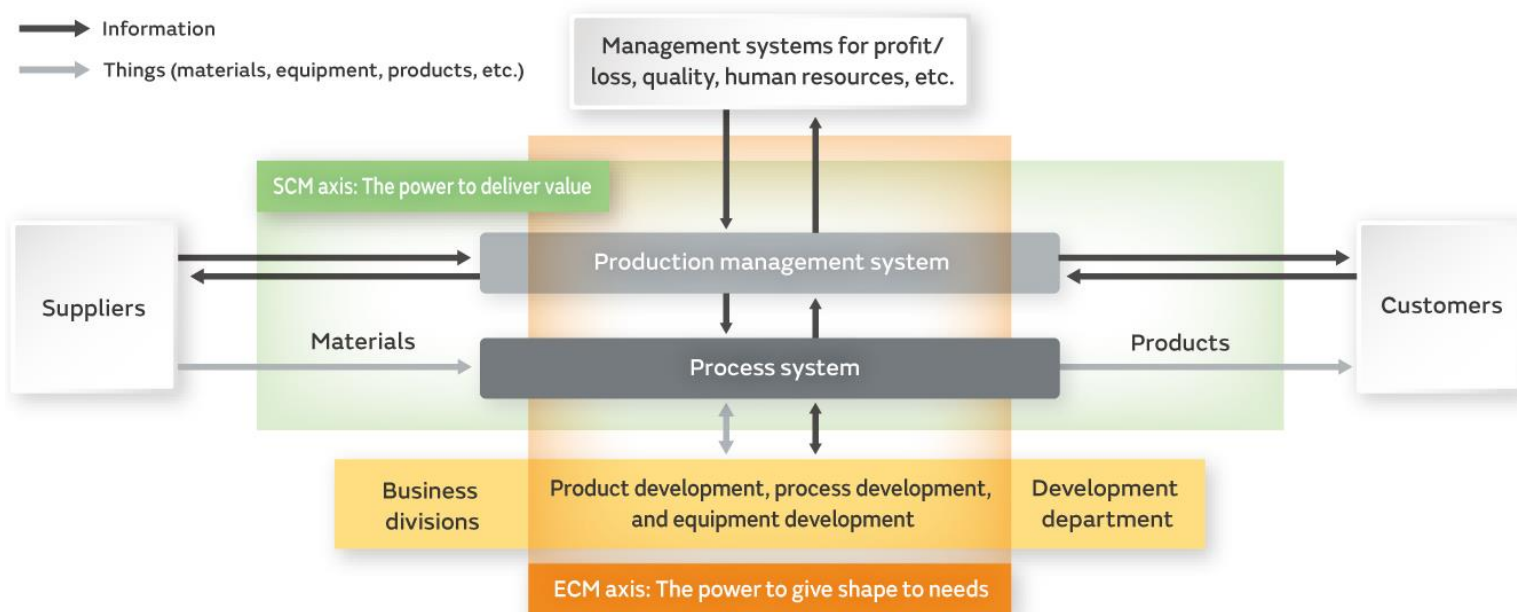 Information
Things (materials, equipment, products, etc.)
Management systems for profit/
loss, quality, human resources, etc.
SCM axis: The power to deliver value
Suppliers
Production management system
Customers
Materials
Process system
Products
Business
divisions
Product development, process development,
and equipment development
Development
department
ECM axis: The power to give shape to needs